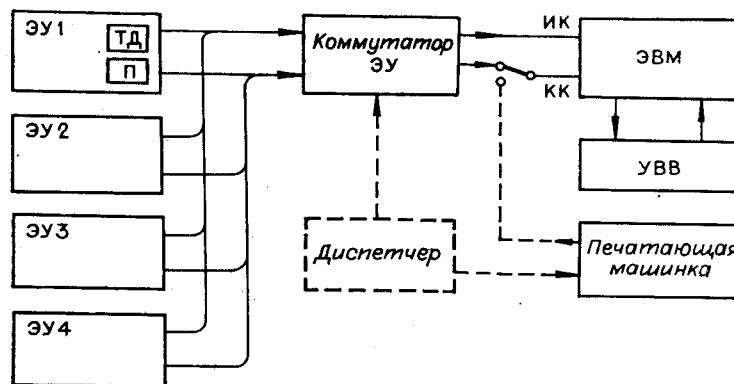 ЭУ1
ТД
П
Коммутатор
ЭУ
ИК
КК
ЭВМ
УВВ
ЭУ2
ЭУ3
ЭУ4
Диспетчер
Печатающая
машинка